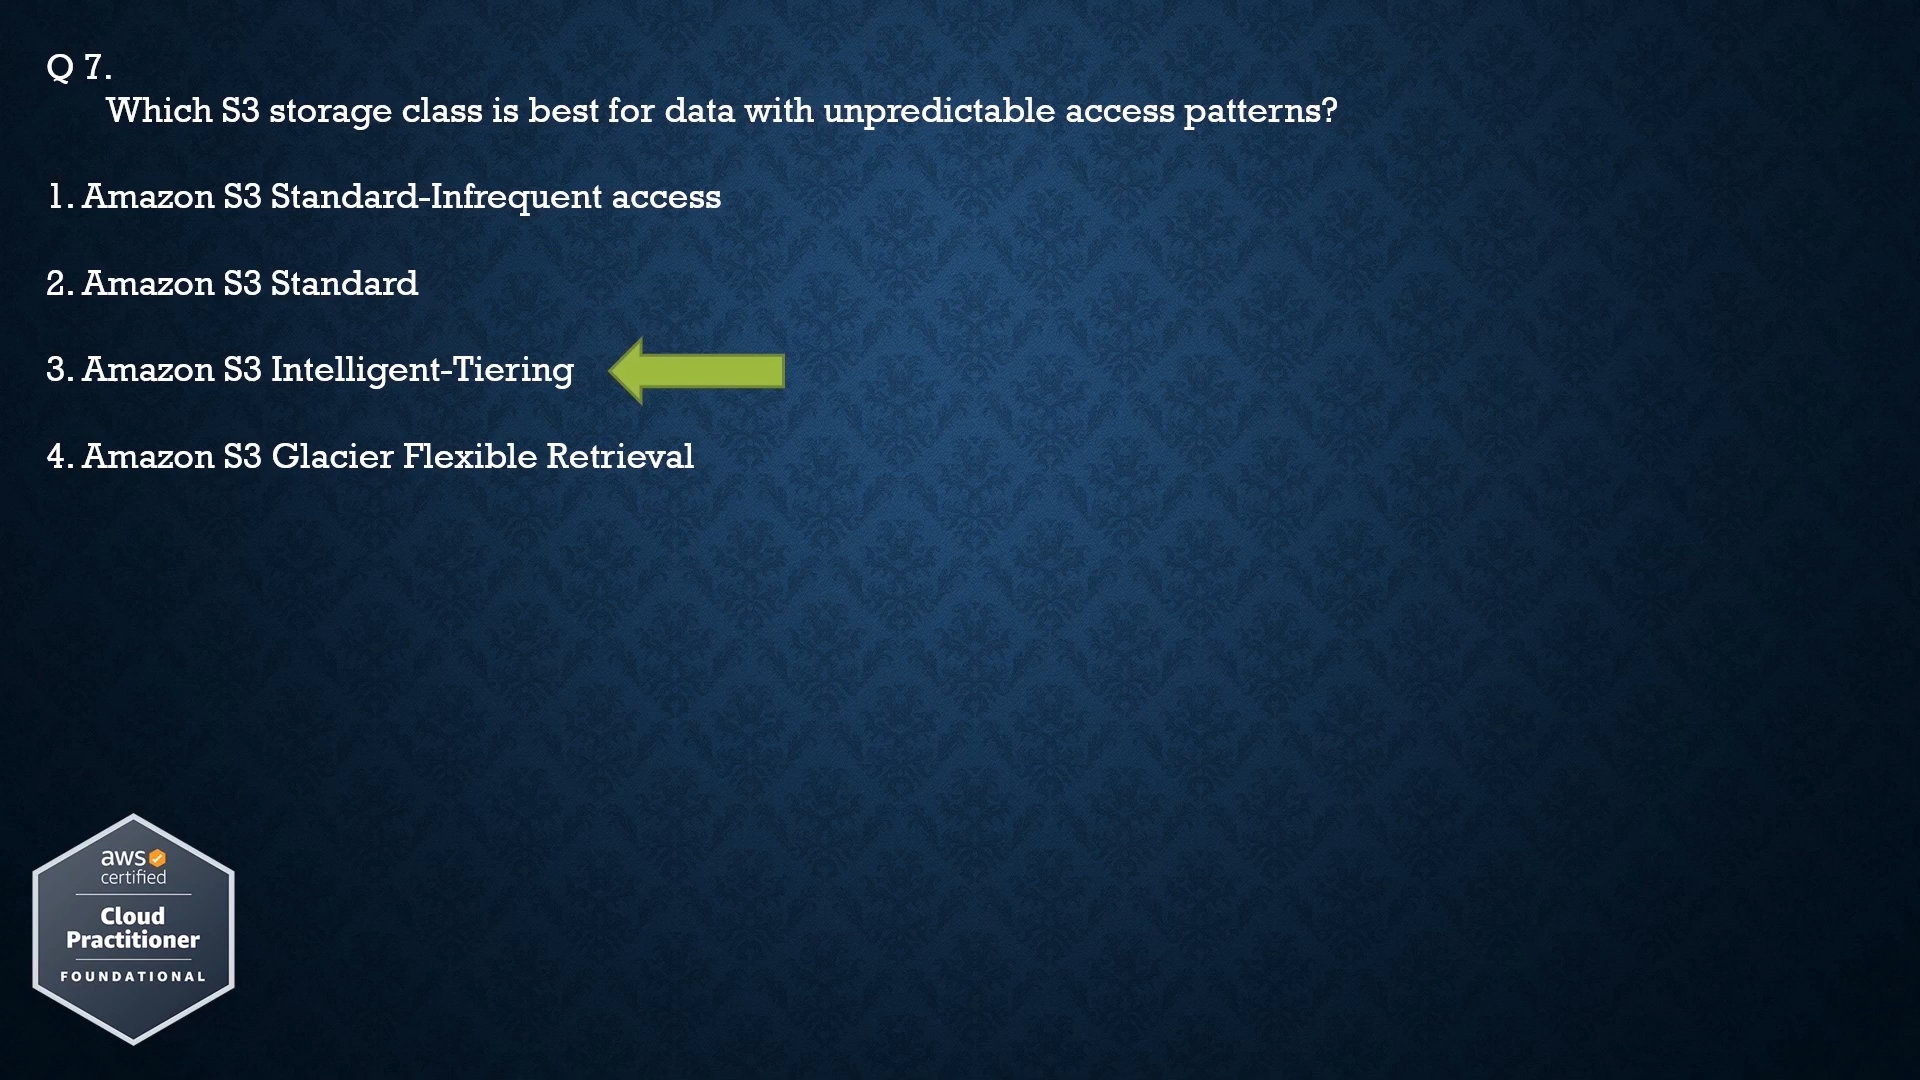 Q 7.
Which S3 storage class is best for data with unpredictable access patterns?
1. Amazon S3 Standard-Infrequent access
2. Amazon S3 Standard
3. Amazon S3 Intelligent-Tiering
4. Amazon S3 Glacier Flexible Retrieval
aws
certified
Cloud
Practitioner
FOUNDATIONAL